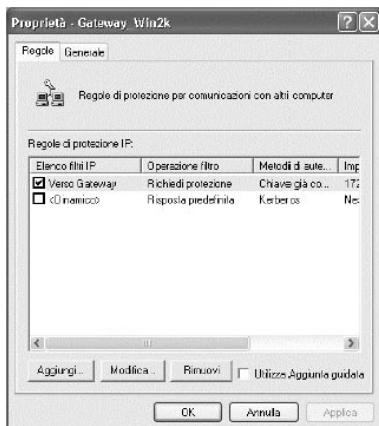 Proprietà - Gateway_Win2k
Regole Generale
Regole di protezione per comunicazioni con altri computer
Regole di protezione IP:
Elenco filtri IP Operazione filtro Metodi di aute... Imp
Verso Gateway Richiedi protezione Chiave già co... 172
<Dinamico> Risposta predefinita Kerberos Nes
Aggiungi... Modifica... Rimuovi Utilizza Aggiunta guidata
OK Annulla Applica